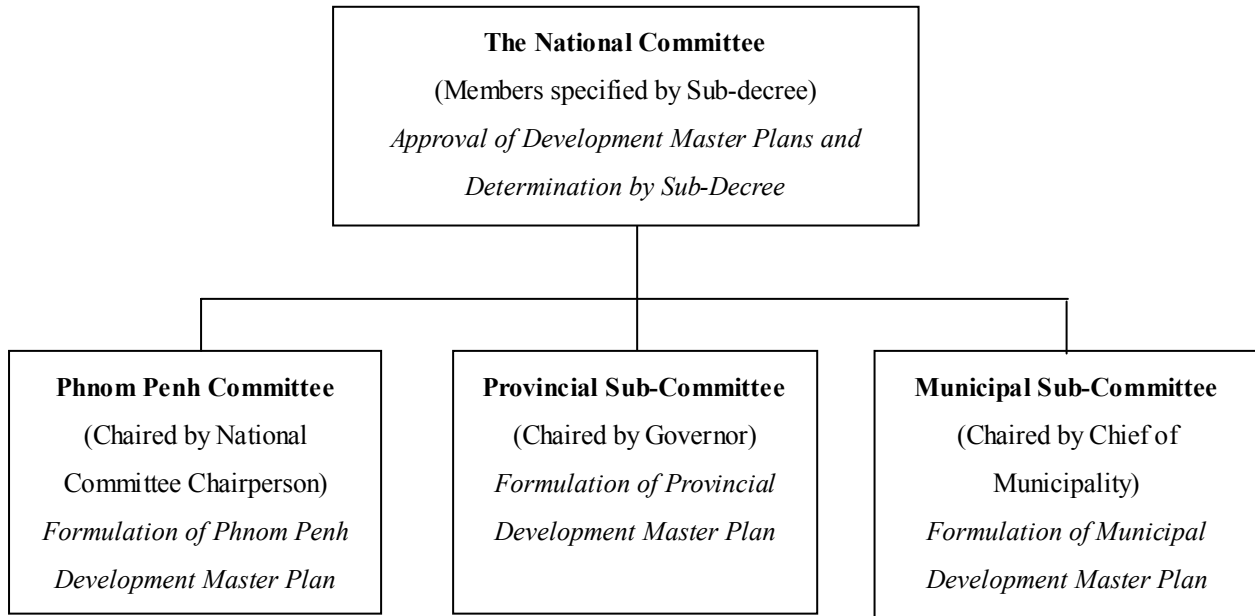 The National Committee
(Members specified by Sub-decree)
Approval of Development Master Plans and
Determination by Sub-Decree
Phnom Penh Committee
(Chaired by National
Committee Chairperson)
Formulation of Phnom Penh
Development Master Plan
Provincial Sub-Committee
(Chaired by Governor)
Formulation of Provincial
Development Master Plan
Municipal Sub-Committee
(Chaired by Chief of
Municipality)
Formulation of Municipal
Development Master Plan